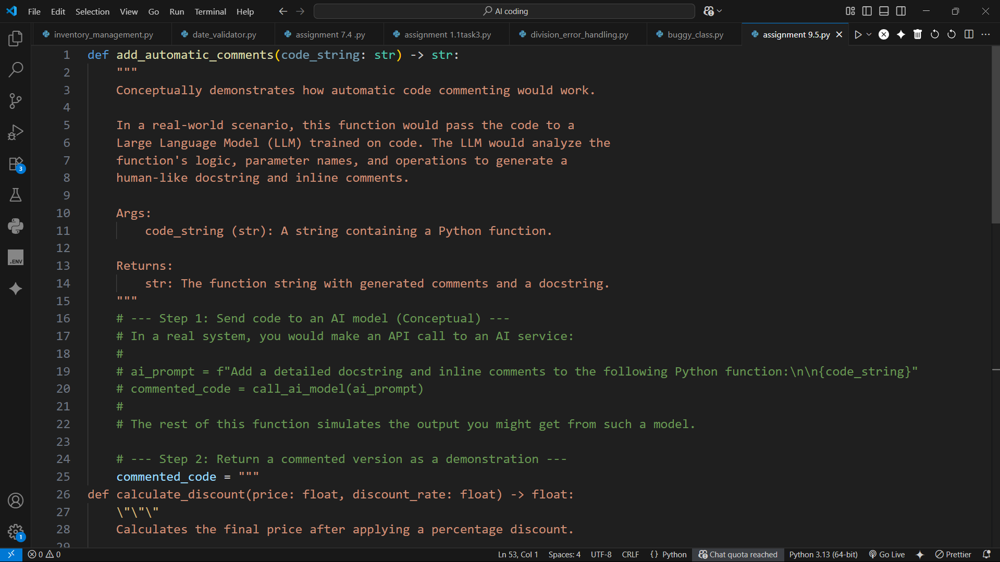 File Edit Selection View Go Run Terminal Help
AI coding
inventory_management.py date_validator.py assignment 7.4 .py assignment 1.1task3.py division_error_handling.py buggy_class.py assignment 9.5.py
1 def add_automatic_comments(code_string: str) -> str:
2 """
3 Conceptually demonstrates how automatic code commenting would work.
4
5 In a real-world scenario, this function would pass the code to a
6 Large Language Model (LLM) trained on code. The LLM would analyze the
7 function's logic, parameter names, and operations to generate a
8 human-like docstring and inline comments.
9
10 Args:
11 code_string (str): A string containing a Python function.
12
13 Returns:
14 str: The function string with generated comments and a docstring.
15 """
16 # --- Step 1: Send code to an AI model (Conceptual) ---
17 # In a real system, you would make an API call to an AI service:
18 #
19 # ai_prompt = f"Add a detailed docstring and inline comments to the following Python function:\n\n{code_string}"
20 # commented_code = call_ai_model(ai_prompt)
21 #
22 # The rest of this function simulates the output you might get from such a model.
23
24 # --- Step 2: Return a commented version as a demonstration ---
25 commented_code = """
26 def calculate_discount(price: float, discount_rate: float) -> float:
27 \"\"\"
28 Calculates the final price after applying a percentage discount.
29
3
.ENV
1
0 0 Ln 53, Col 1 Spaces: 4 UTF-8 CRLF {} Python Chat quota reached Python 3.13 (64-bit) Go Live Prettier